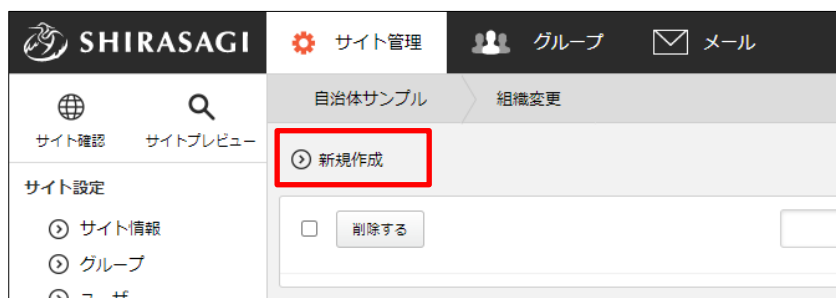 SHIRASAGI サイト管理 グループ メール
サイト確認 サイトプレビュー
自治体サンプル 組織変更
新規作成
サイト設定
サイト情報
グループ
ユーザ
削除する